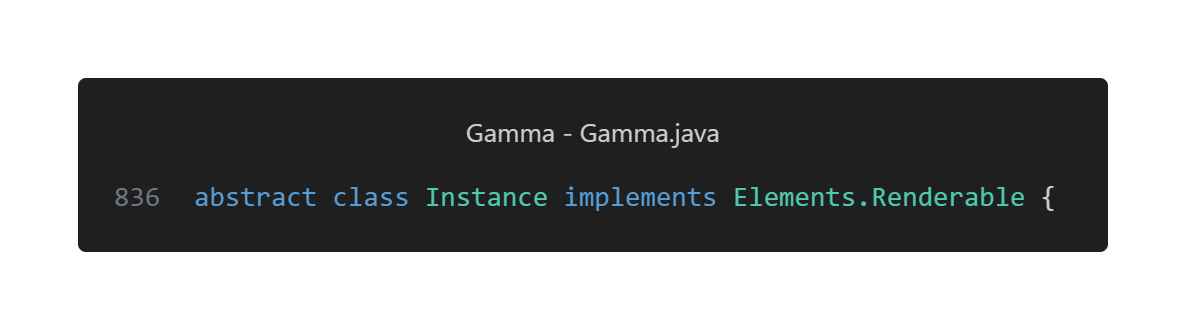 Gamma - Gamma.java
836 abstract class Instance implements Elements.Renderable {